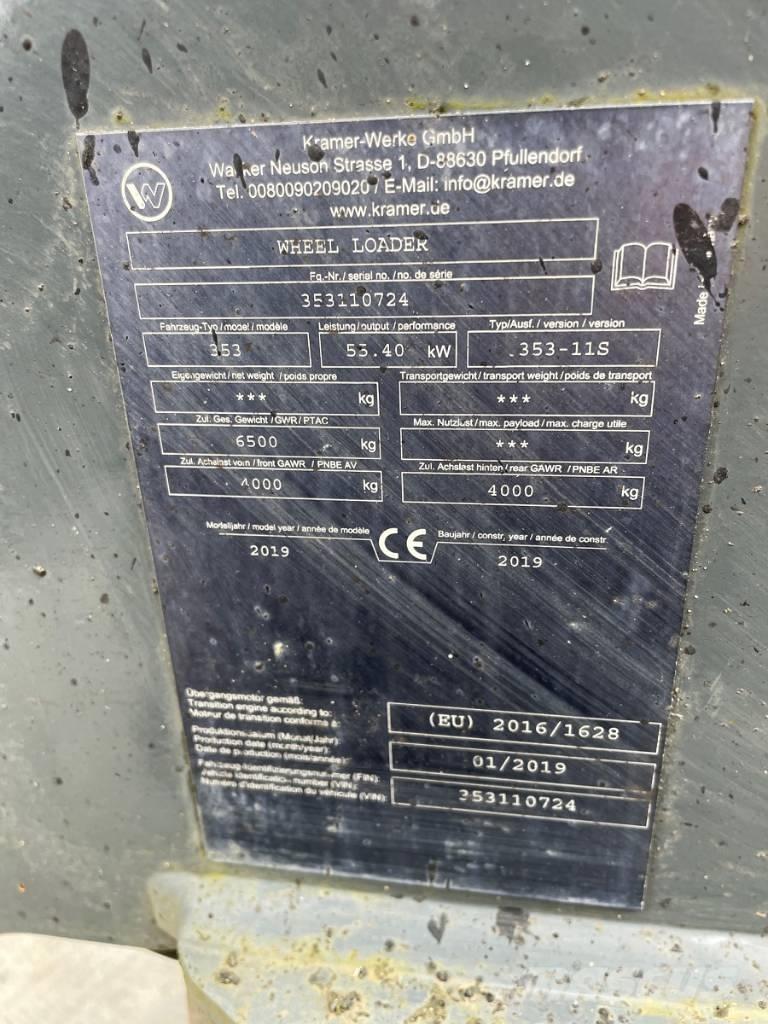 Kramer-Werke GmbH
Wacker Neuson Strasse 1, D-88630 Pfullendorf
Tel. 00800902090207 E-Mail: info@kramer.de
www.kramer.de
WHEEL LOADER
Fg.-Nr./ serial no. / no. de série
353110724
Made
Fahrzeug-Typ / model / modèle Leistung / output / performance Typ/Ausf. / version / version
353 55.40 kW 353-11S
Eigengewicht / net weight / poids propre Transportgewicht / transport weight / poids de transport
*** kg *** kg
Zul. Ges. Gewicht / GWR / PTAC Max. Nutzlast / max. payload / max. charge utile
6500 kg *** kg
Zul. Achslast vorn / front GAWR / PNBE AV Zul. Achslast hinten / rear GAWR / PNBE AR
4000 kg 4000 kg
Modelljahr / model year / année de modèle CE Baujahr / constr. year / année de constr.
2019 2019
Übergangsmotor gemäß:
Transition engine according to:
Moteur de transition conforme à:
(EU) 2016/1628
Produktionsdatum (Monat/Jahr):
Production date (month/year):
Date de production (mois/année):
01/2019
Fahrzeug-Identifizierungsnummer (FIN):
Vehicle identification number (VIN):
Numéro d'identification du véhicule (VIN):
353110724
MASCUS